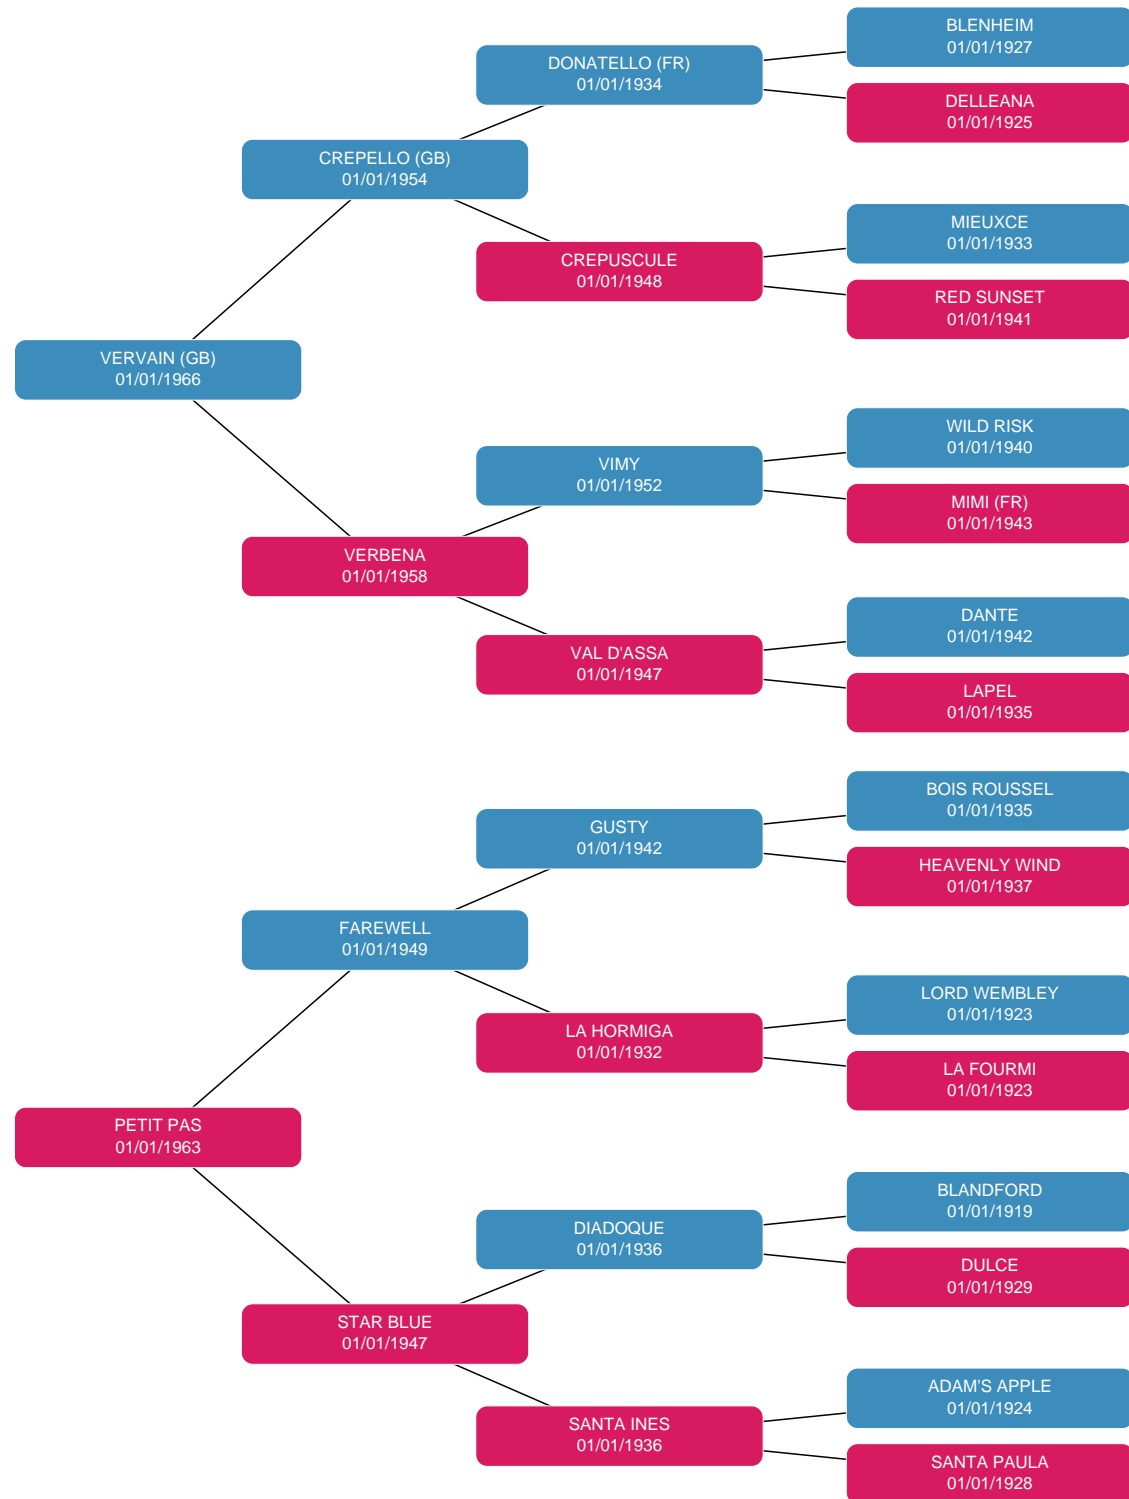 BLENHEIM
01/01/1927
DONATELLO (FR)
01/01/1934
DELLEANA
01/01/1925
CREPELLO (GB)
01/01/1954
MIEUXCE
01/01/1933
CREPUSCULE
01/01/1948
RED SUNSET
01/01/1941
VERVAIN (GB)
01/01/1966
WILD RISK
01/01/1940
VIMY
01/01/1952
MIMI (FR)
01/01/1943
VERBENA
01/01/1958
DANTE
01/01/1942
VAL D'ASSA
01/01/1947
LAPEL
01/01/1935
BOIS ROUSSEL
01/01/1935
GUSTY
01/01/1942
HEAVENLY WIND
01/01/1937
FAREWELL
01/01/1949
LORD WEMBLEY
01/01/1923
LA HORMIGA
01/01/1932
LA FOURMI
01/01/1923
PETIT PAS
01/01/1963
BLANDFORD
01/01/1919
DIADOQUE
01/01/1936
DULCE
01/01/1929
STAR BLUE
01/01/1947
ADAM'S APPLE
01/01/1924
SANTA INES
01/01/1936
SANTA PAULA
01/01/1928